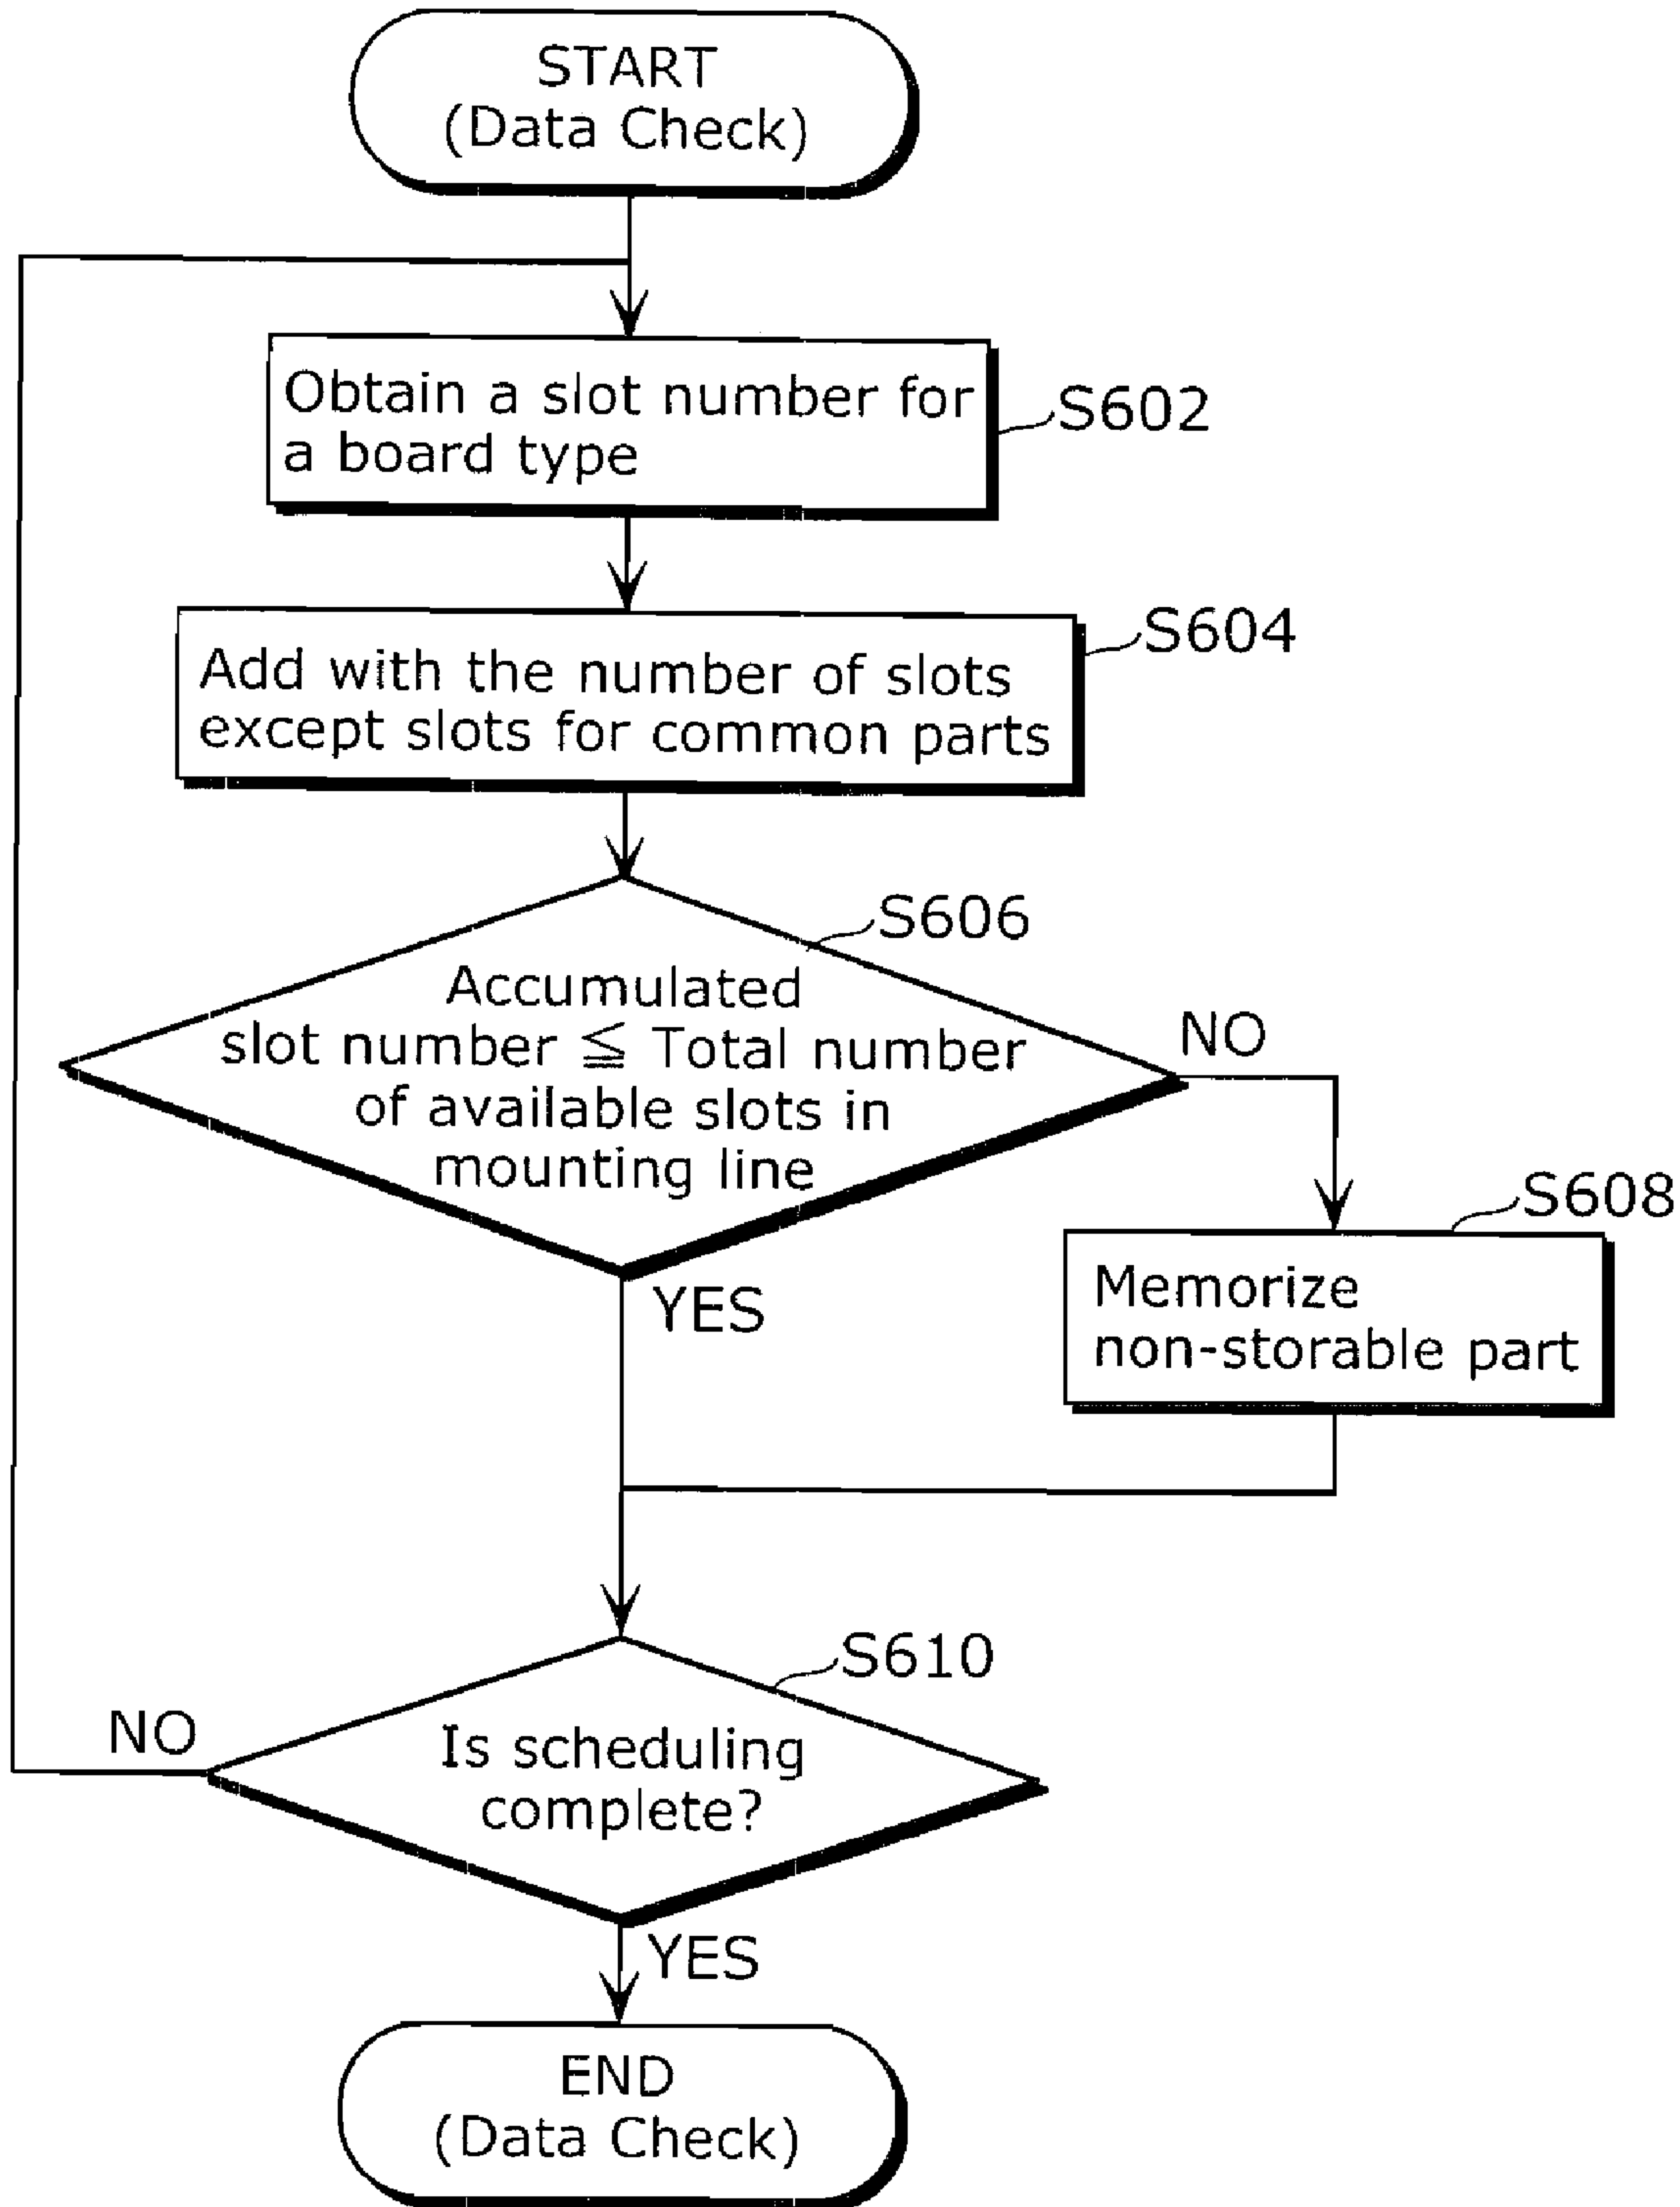 START
(Data Check)
Obtain a slot number for
a board type
S602
Add with the number of slots
except slots for common parts
S604
S606
Accumulated
slot number ≦ Total number
of available slots in
mounting line
NO
YES
S608
Memorize
non-storable part
S610
Is scheduling
complete?
NO
YES
END
(Data Check)